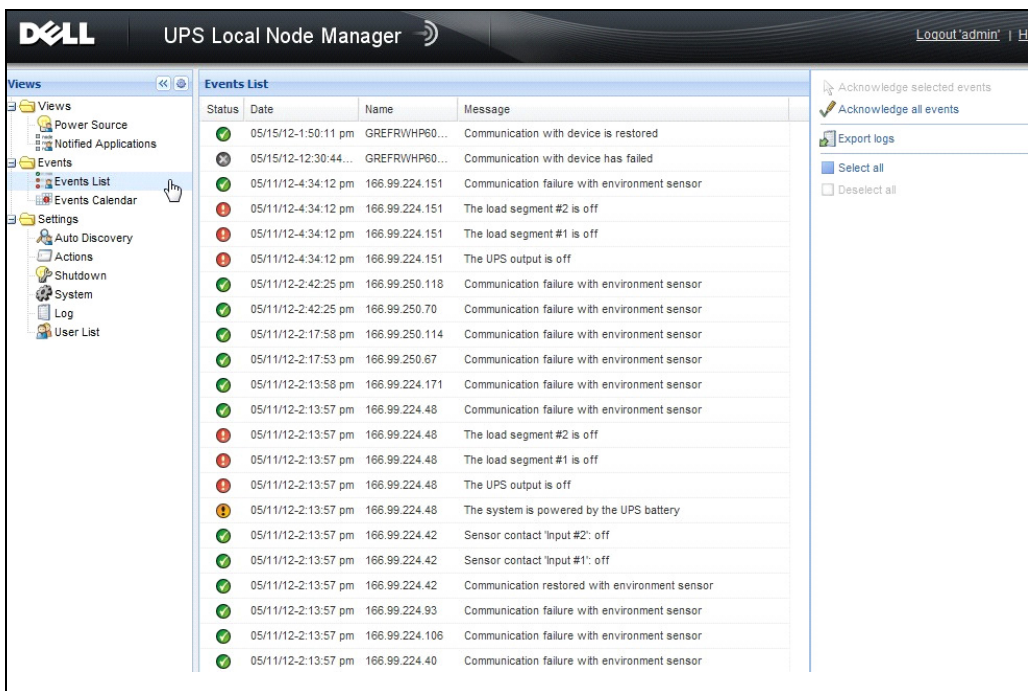 DELL UPS Local Node Manager Logout 'admin' | H
Views
Views
Power Source
Notified Applications
Events
Events List
Events Calendar
Settings
Auto Discovery
Actions
Shutdown
System
Log
User List
Events List
Status Date Name Message
05/15/12-1:50:11 pm GREFRWHP60... Communication with device is restored
05/15/12-12:30:44... GREFRWHP60... Communication with device has failed
05/11/12-4:34:12 pm 166.99.224.151 Communication failure with environment sensor
05/11/12-4:34:12 pm 166.99.224.151 The load segment #2 is off
05/11/12-4:34:12 pm 166.99.224.151 The load segment #1 is off
05/11/12-4:34:12 pm 166.99.224.151 The UPS output is off
05/11/12-2:42:25 pm 166.99.250.118 Communication failure with environment sensor
05/11/12-2:42:25 pm 166.99.250.70 Communication failure with environment sensor
05/11/12-2:17:58 pm 166.99.250.114 Communication failure with environment sensor
05/11/12-2:17:53 pm 166.99.250.67 Communication failure with environment sensor
05/11/12-2:13:58 pm 166.99.224.171 Communication failure with environment sensor
05/11/12-2:13:57 pm 166.99.224.48 Communication failure with environment sensor
05/11/12-2:13:57 pm 166.99.224.48 The load segment #2 is off
05/11/12-2:13:57 pm 166.99.224.48 The load segment #1 is off
05/11/12-2:13:57 pm 166.99.224.48 The UPS output is off
05/11/12-2:13:57 pm 166.99.224.48 The system is powered by the UPS battery
05/11/12-2:13:57 pm 166.99.224.42 Sensor contact 'Input #2': off
05/11/12-2:13:57 pm 166.99.224.42 Sensor contact 'Input #1': off
05/11/12-2:13:57 pm 166.99.224.42 Communication restored with environment sensor
05/11/12-2:13:57 pm 166.99.224.93 Communication failure with environment sensor
05/11/12-2:13:57 pm 166.99.224.106 Communication failure with environment sensor
05/11/12-2:13:57 pm 166.99.224.40 Communication failure with environment sensor
Acknowledge selected events
Acknowledge all events
Export logs
Select all
Deselect all